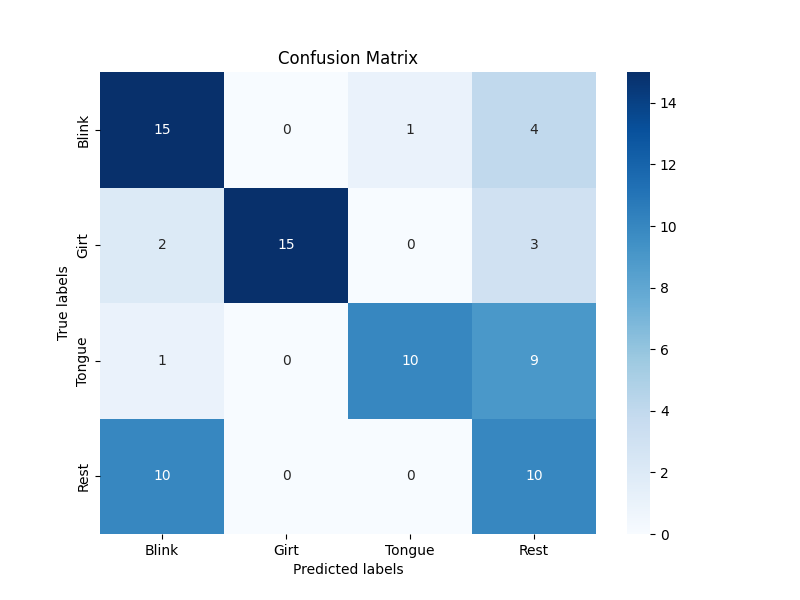 Confusion Matrix
Blink 15 0 1 4
Girt 2 15 0 3
Tongue 1 0 10 9
Rest 10 0 0 10
Blink Girt Tongue Rest
Predicted labels
True labels
14
12
10
8
6
4
2
0